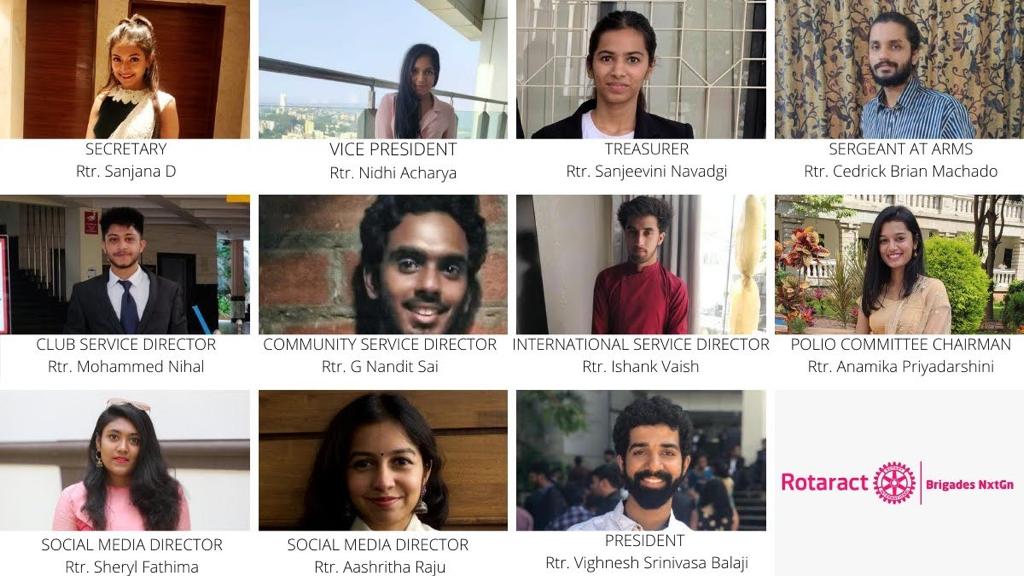 SECRETARY
Rtr. Sanjana D
VICE PRESIDENT
Rtr. Nidhi Acharya
TREASURER
Rtr. Sanjeevini Navadgi
SERGEANT AT ARMS
Rtr. Cedrick Brian Machado
CLUB SERVICE DIRECTOR
Rtr. Mohammed Nihal
COMMUNITY SERVICE DIRECTOR
Rtr. G Nandit Sai
INTERNATIONAL SERVICE DIRECTOR
Rtr. Ishank Vaish
POLIO COMMITTEE CHAIRMAN
Rtr. Anamika Priyadarshini
SOCIAL MEDIA DIRECTOR
Rtr. Sheryl Fathima
SOCIAL MEDIA DIRECTOR
Rtr. Aashritha Raju
PRESIDENT
Rtr. Vighnesh Srinivasa Balaji
Rotaract Brigades NxtGn